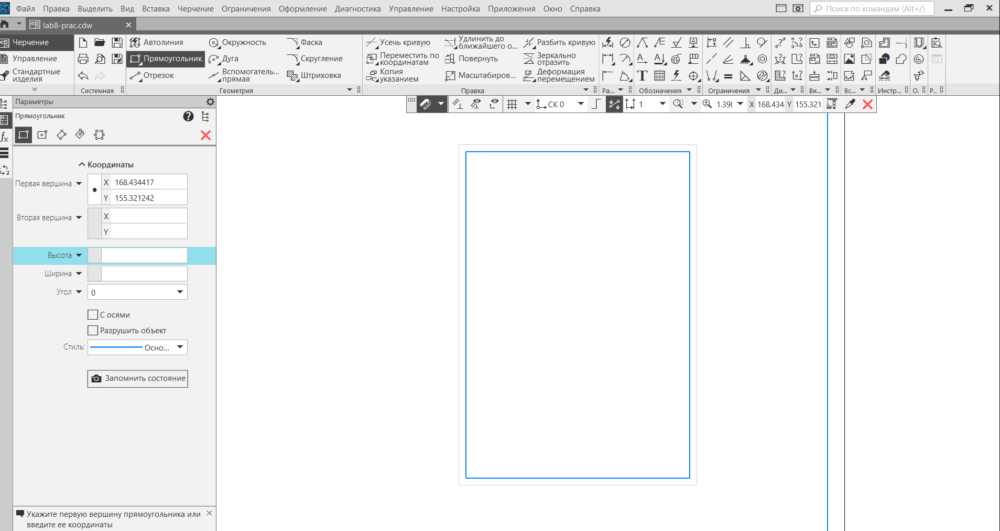 Файл Правка Выделить Вид Вставка Черчение Ограничения Оформление Диагностика Управление Настройка Приложения Окно Справка Поиск по командам (Alt+/)
lab8-prac.cdw
Черчение Автолиния Окружность Фаска Усечь кривую Удлинить до ближайшего о... Разбить кривую
Управление Прямоугольник Дуга Скругление Переместить по координатам Повернуть Зеркально отразить
Стандартные изделия Отрезок Вспомогатель... прямая Штриховка Копия указанием Масштабиров... Деформация перемещением
Системная Геометрия Правка Ра... Обозначения Ограничения Ди... Ви... Вс... Инстр... О. Р..
Параметры
СК 0 1 1.39 X 168.434 Y 155.321
Прямоугольник
Координаты
Первая вершина X 168.434417
Y 155.321242
Вторая вершина X
Y
Высота
Ширина
Угол 0
С осями
Разрушить объект
Стиль: Осно...
Запомнить состояние
Укажите первую вершину прямоугольника или
введите ее координаты